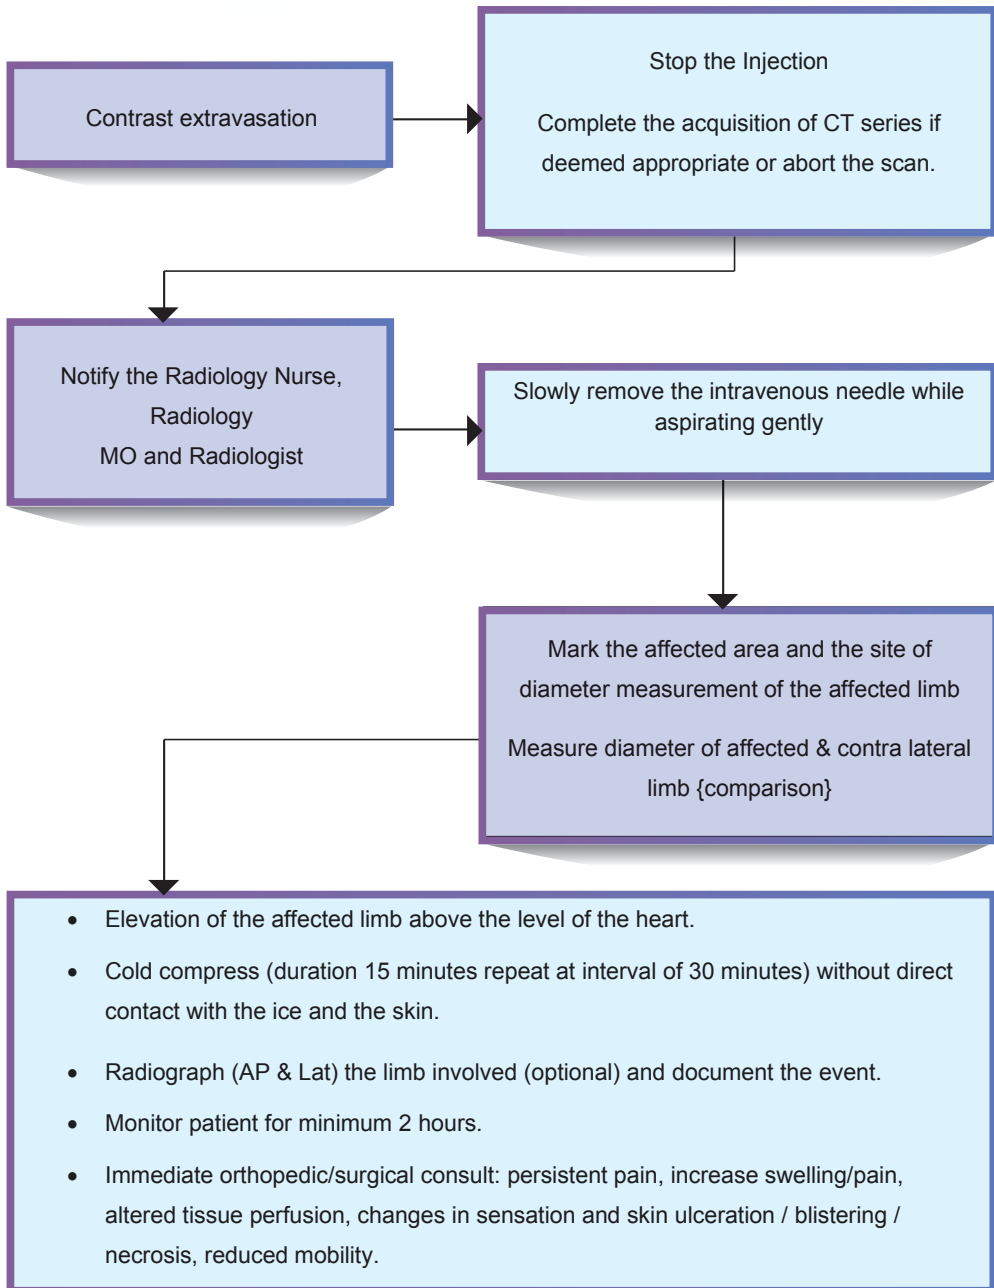 Contrast extravasation
Stop the Injection
Complete the acquisition of CT series if
deemed appropriate or abort the scan.
Notify the Radiology Nurse,
Radiology
MO and Radiologist
Slowly remove the intravenous needle while
aspirating gently
Mark the affected area and the site of
diameter measurement of the affected limb
Measure diameter of affected & contra lateral
limb {comparison}
• Elevation of the affected limb above the level of the heart.
• Cold compress (duration 15 minutes repeat at interval of 30 minutes) without direct
contact with the ice and the skin.
• Radiograph (AP & Lat) the limb involved (optional) and document the event.
• Monitor patient for minimum 2 hours.
• Immediate orthopedic/surgical consult: persistent pain, increase swelling/pain,
altered tissue perfusion, changes in sensation and skin ulceration / blistering /
necrosis, reduced mobility.